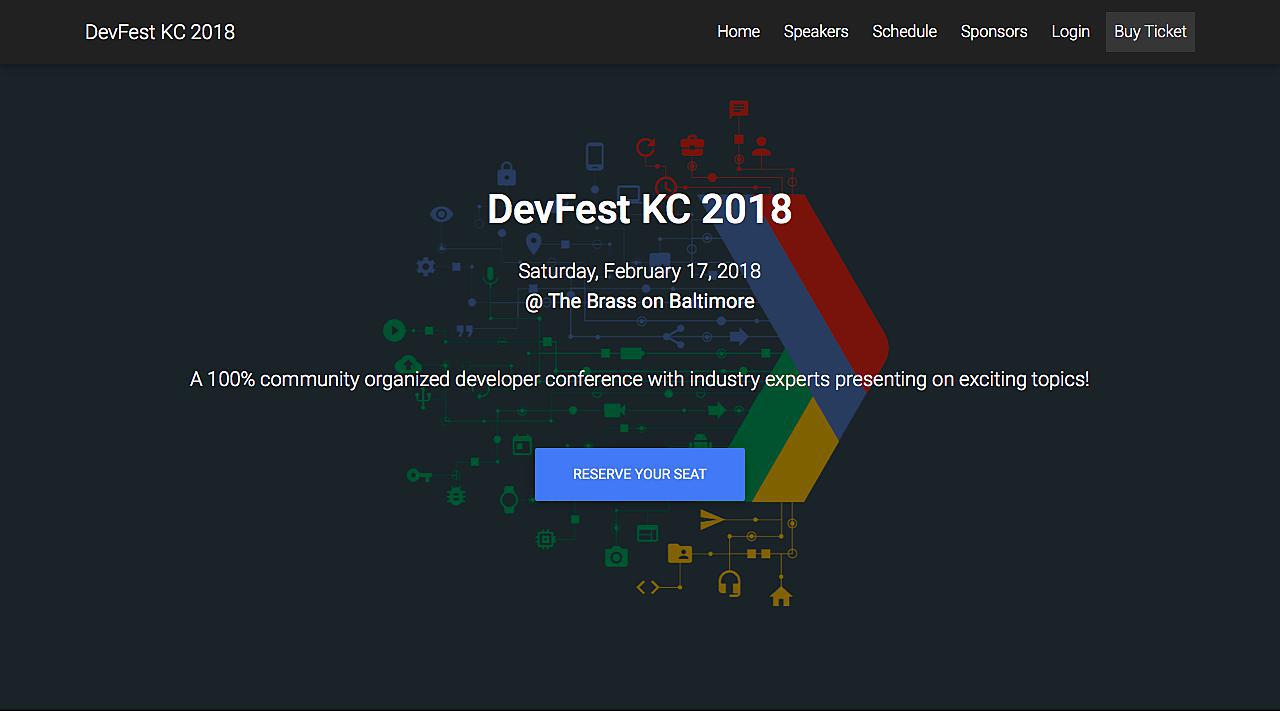 DevFest KC 2018
Home
Speakers
Schedule
Sponsors
Login
Buy Ticket
DevFest KC 2018
Saturday, February 17, 2018
@ The Brass on Baltimore
A 100% community organized developer conference with industry experts presenting on exciting topics!
RESERVE YOUR SEAT